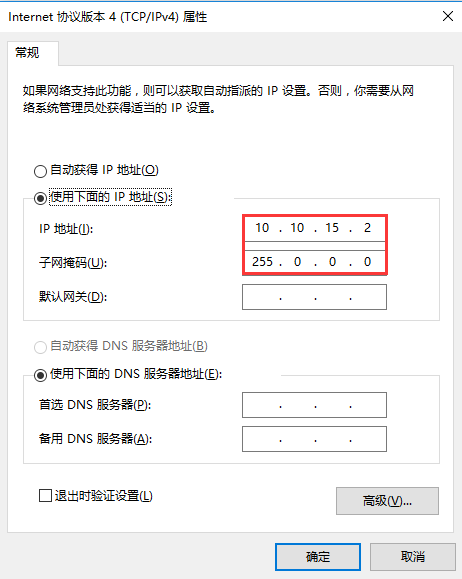 Internet 协议版本 4 (TCP/IPv4) 属性
常规
如果网络支持此功能，则可以获取自动指派的 IP 设置。否则，你需要从网
络系统管理员处获得适当的 IP 设置。
自动获得 IP 地址(O)
使用下面的 IP 地址(S):
IP 地址(I): 10 . 10 . 15 . 2
子网掩码(U): 255 . 0 . 0 . 0
默认网关(D): . . .
自动获得 DNS 服务器地址(B)
使用下面的 DNS 服务器地址(E):
首选 DNS 服务器(P): . . .
备用 DNS 服务器(A): . . .
退出时验证设置(L)
高级(V)...
确定 取消